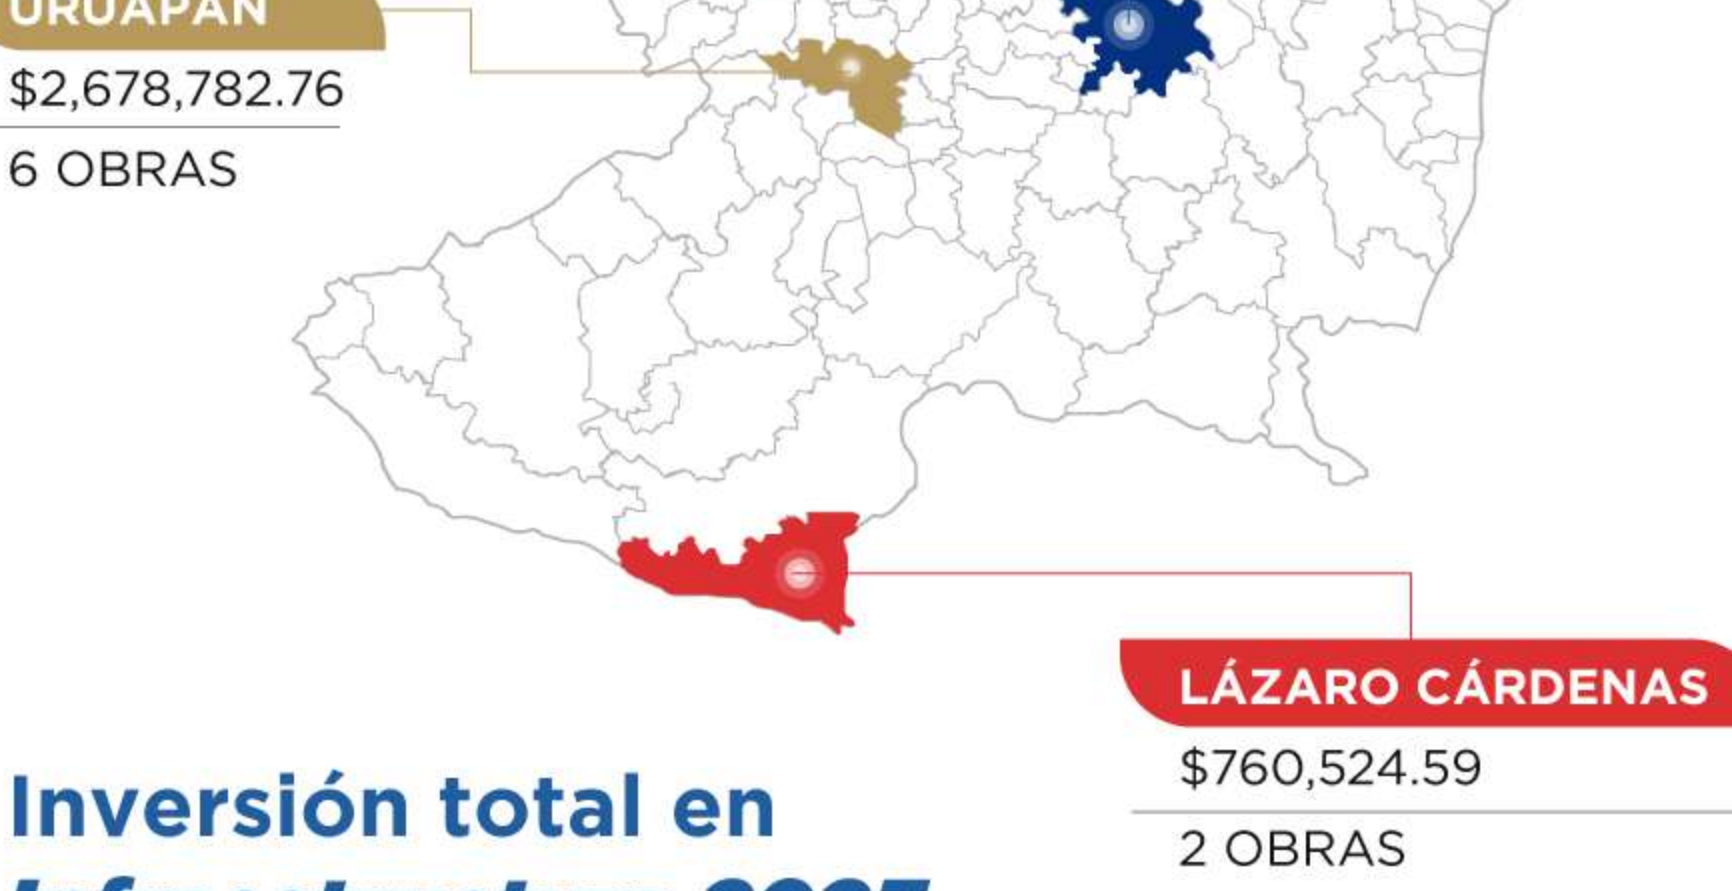 URUAPAN
$2,678,782.76
6 OBRAS
LÁZARO CÁRDENAS
$760,524.59
2 OBRAS
Inversión total en